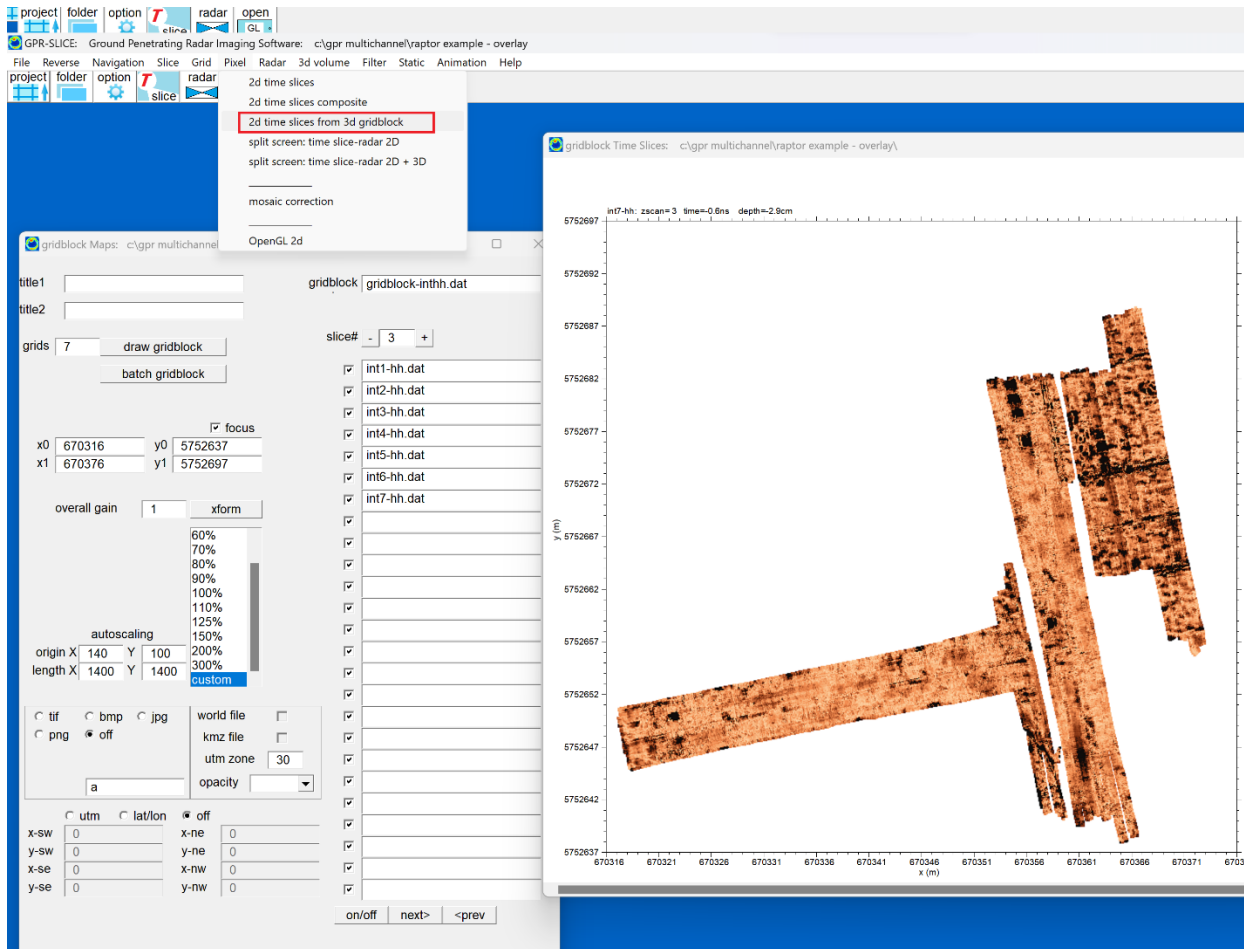 project folder option T slice radar open GL
GPR-SLICE: Ground Penetrating Radar Imaging Software: c:\gpr multichannel\raptor example - overlay
File Reverse Navigation Slice Grid Pixel Radar 3d volume Filter Static Animation Help
project folder option T slice radar
2d time slices
2d time slices composite
2d time slices from 3d gridblock
split screen: time slice-radar 2D
split screen: time slice-radar 2D + 3D
mosaic correction
OpenGL 2d
gridblock Maps: c:\gpr multichannel
title1
gridblock gridblock-inthh.dat
title2
slice# - 3 +
grids 7 draw gridblock
batch gridblock
int1-hh.dat
int2-hh.dat
int3-hh.dat
int4-hh.dat
int5-hh.dat
int6-hh.dat
int7-hh.dat
focus
x0 670316 y0 5752637
x1 670376 y1 5752697
overall gain 1 xform
60%
70%
80%
90%
100%
110%
125%
150%
200%
300%
custom
autoscaling
origin X 140 Y 100
length X 1400 Y 1400
tif bmp jpg
png off
a
world file
kmz file
utm zone 30
opacity
utm lat/lon off
x-sw 0 x-ne 0
y-sw 0 y-ne 0
x-se 0 x-nw 0
y-se 0 y-nw 0
on/off next> <prev
gridblock Time Slices: c:\gpr multichannel\raptor example - overlay\
int7-hh: zscan= 3 time=-0.6ns depth=-2.9cm
5752697
5752692
5752687
5752682
5752677
5752672
5752667
5752662
5752657
5752652
5752647
5752642
5752637
y (m)
670316 670321 670326 670331 670336 670341 670346 670351 670356 670361 670366 670371 6703
x (m)